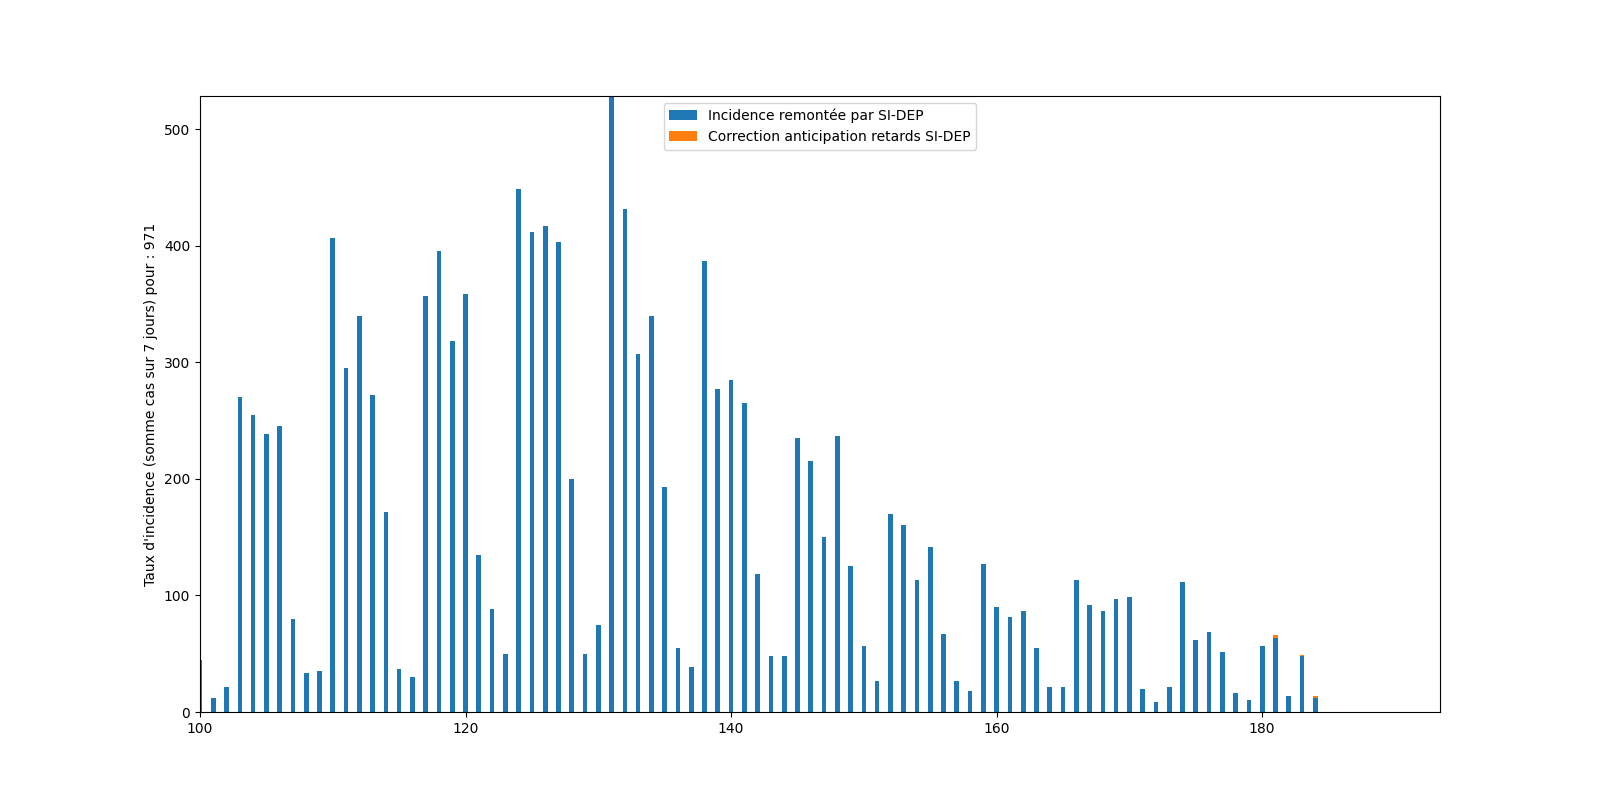 Incidence remontée par SI-DEP
Correction anticipation retards SI-DEP
Taux d'incidence (somme cas sur 7 jours) pour : 971
500
400
300
200
100
0
100 120 140 160 180